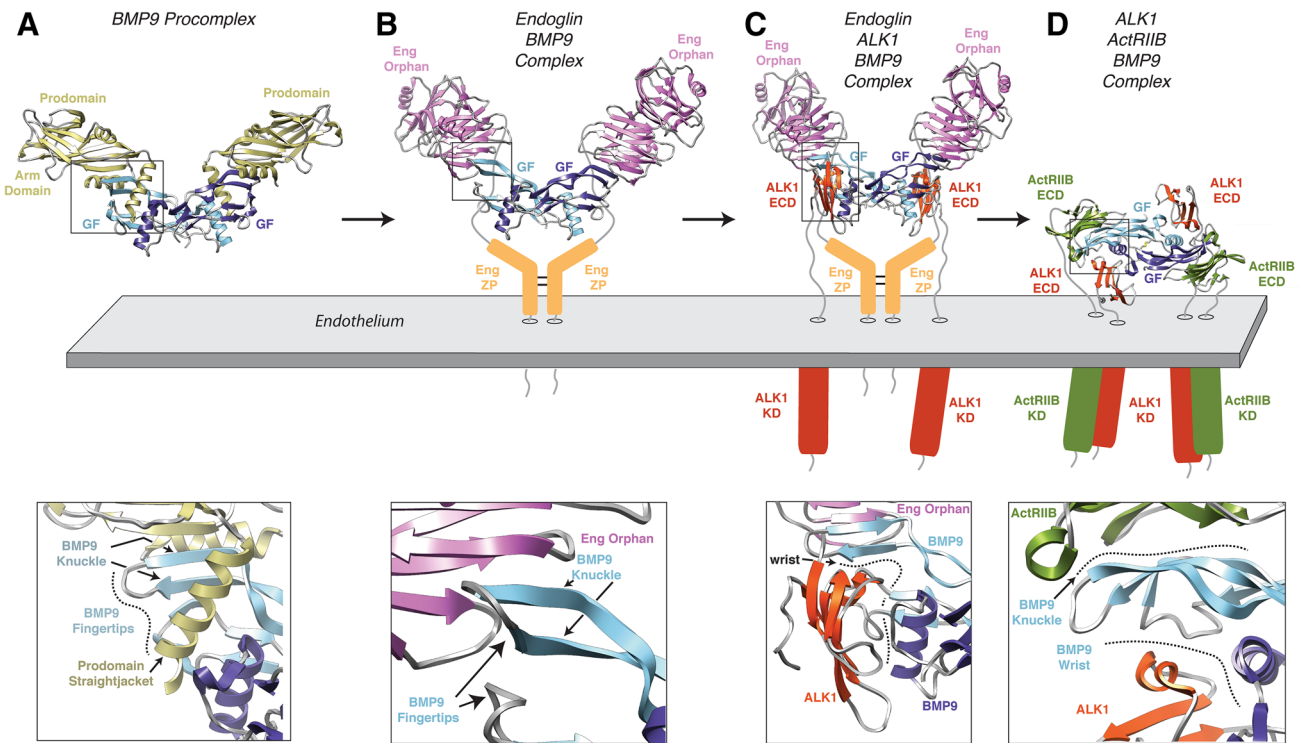 A
BMP9 Procomplex
Prodomain
Prodomain
Arm
Domain
GF
GF
B
Endoglin
BMP9
Complex
Eng
Orphan
Eng
Orphan
GF
GF
Eng
ZP
Eng
ZP
C
Endoglin
ALK1
BMP9
Complex
Eng
Orphan
Eng
Orphan
GF
GF
ALK1
ECD
ALK1
ECD
Eng
ZP
Eng
ZP
D
ALK1
ActRIIB
BMP9
Complex
ActRIIB
ECD
GF
ALK1
ECD
ALK1
ECD
GF
ActRIIB
ECD
Endothelium
ALK1
KD
ALK1
KD
ActRIIB
KD
ALK1
KD
ActRIIB
KD
BMP9
Knuckle
BMP9
Fingertips
Prodomain
Straightjacket
Eng Orphan
BMP9
Knuckle
BMP9
Fingertips
Eng Orphan
BMP9
wrist
ALK1
BMP9
ActRIIB
BMP9
Knuckle
BMP9
Wrist
ALK1